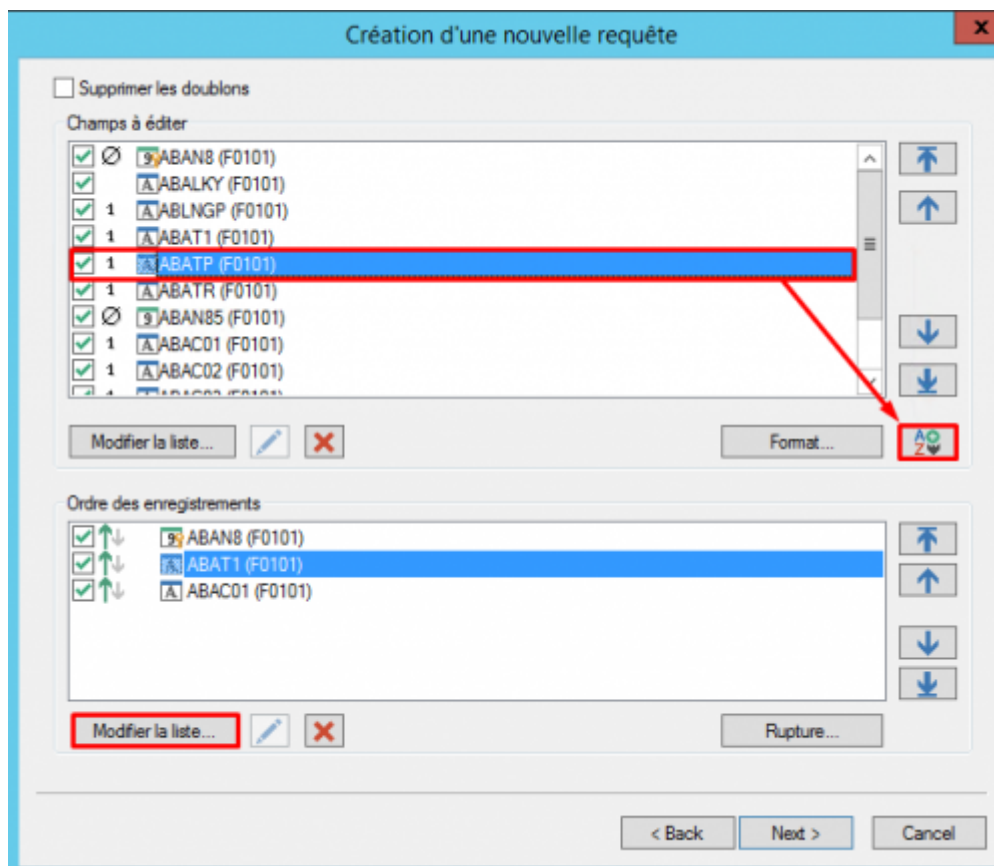 Création d'une nouvelle requête
x
Supprimer les doublons
Champs à éditer
ABAN8 (F0101)
ABALKY (F0101)
1 ABLNGP (F0101)
1 ABAT1 (F0101)
1 ABATP (F0101)
1 ABATR (F0101)
ABAN85 (F0101)
1 ABAC01 (F0101)
1 ABAC02 (F0101)
Modifier la liste...
Format...
Ordre des enregistrements
ABAN8 (F0101)
ABAT1 (F0101)
ABAC01 (F0101)
Modifier la liste...
Rupture...
< Back
Next >
Cancel